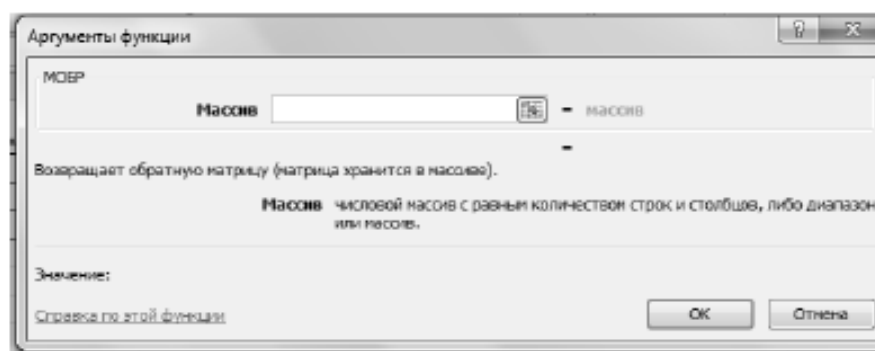 Аргументы функции
МОБР
Массив = массив
=
Возвращает обратную матрицу (матрица хранится в массиве).
Массив числовой массив с равным количеством строк и столбцов, либо диапазон
или массив.
Значение:
Справка по этой функции
ОК Отмена